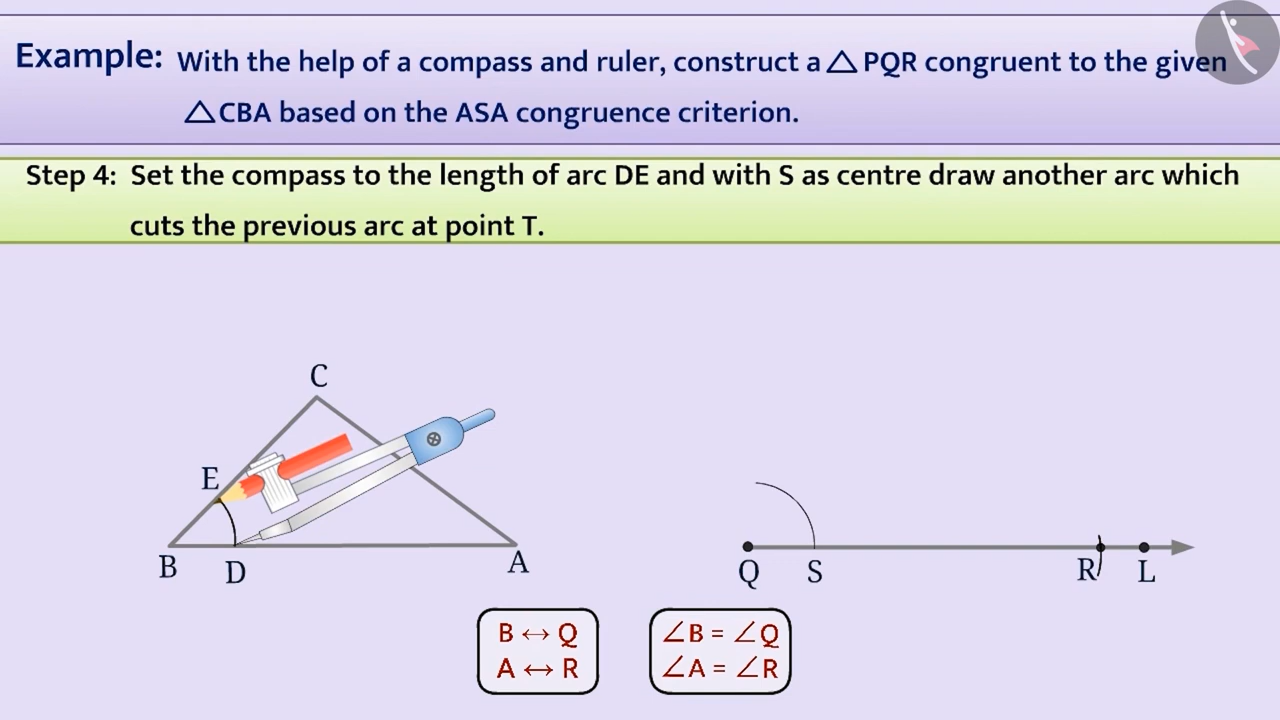 Example: With the help of a compass and ruler, construct a △ PQR congruent to the given
△CBA based on the ASA congruence criterion.
Step 4: Set the compass to the length of arc DE and with S as centre draw another arc which
cuts the previous arc at point T.
C
E
B
D
A
Q
S
R
L
B ↔ Q
A ↔ R
∠B = ∠Q
∠A = ∠R